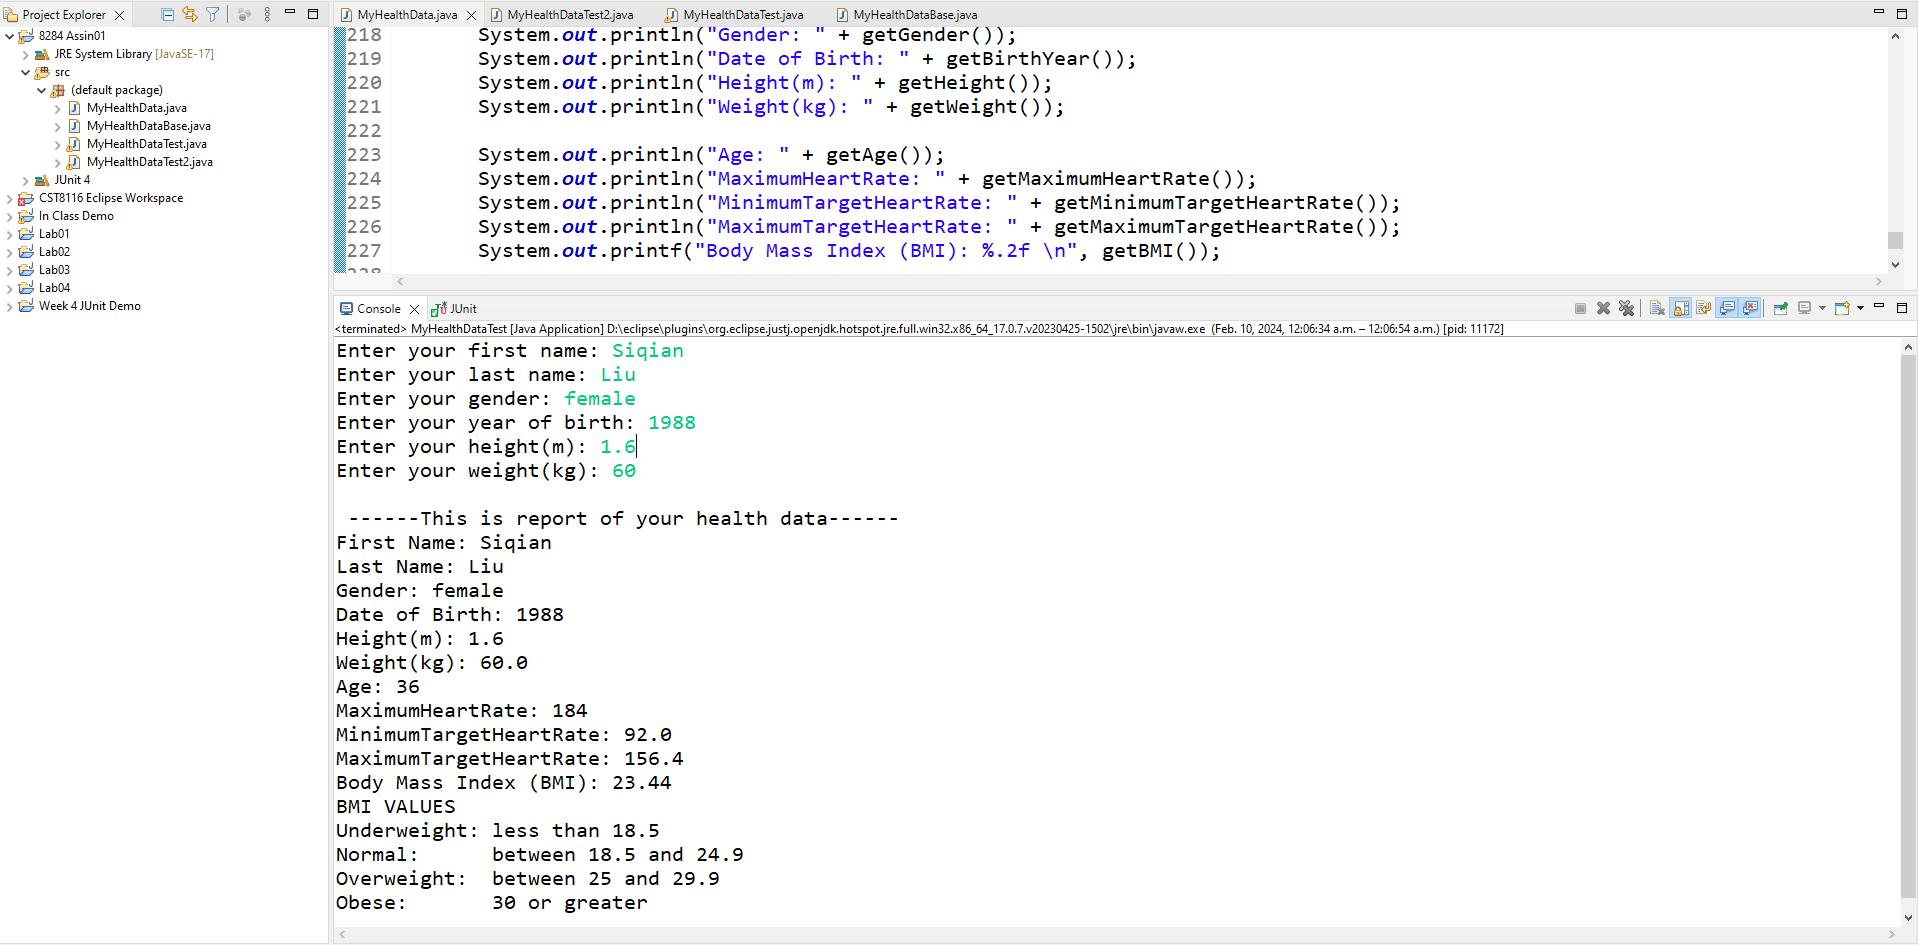 Project Explorer
8284 Assin01
JRE System Library [JavaSE-17]
src
(default package)
MyHealthData.java
MyHealthDataBase.java
MyHealthDataTest.java
MyHealthDataTest2.java
JUnit 4
CST8116 Eclipse Workspace
In Class Demo
Lab01
Lab02
Lab03
Lab04
Week 4 JUnit Demo
MyHealthData.java MyHealthDataTest2.java MyHealthDataTest.java MyHealthDataBase.java
218 System.out.println("Gender: " + getGender());
219 System.out.println("Date of Birth: " + getBirthYear());
220 System.out.println("Height(m): " + getHeight());
221 System.out.println("Weight(kg): " + getWeight());
222
223 System.out.println("Age: " + getAge());
224 System.out.println("MaximumHeartRate: " + getMaximumHeartRate());
225 System.out.println("MinimumTargetHeartRate: " + getMinimumTargetHeartRate());
226 System.out.println("MaximumTargetHeartRate: " + getMaximumTargetHeartRate());
227 System.out.printf("Body Mass Index (BMI): %.2f \n", getBMI());
Console JUnit
<terminated> MyHealthDataTest [Java Application] D:\eclipse\plugins\org.eclipse.justj.openjdk.hotspot.jre.full.win32.x86_64_17.0.7.v20230425-1502\jre\bin\javaw.exe (Feb. 10, 2024, 12:06:34 a.m. – 12:06:54 a.m.) [pid: 11172]
Enter your first name: Siqian
Enter your last name: Liu
Enter your gender: female
Enter your year of birth: 1988
Enter your height(m): 1.6
Enter your weight(kg): 60
------This is report of your health data------
First Name: Siqian
Last Name: Liu
Gender: female
Date of Birth: 1988
Height(m): 1.6
Weight(kg): 60.0
Age: 36
MaximumHeartRate: 184
MinimumTargetHeartRate: 92.0
MaximumTargetHeartRate: 156.4
Body Mass Index (BMI): 23.44
BMI VALUES
Underweight: less than 18.5
Normal: between 18.5 and 24.9
Overweight: between 25 and 29.9
Obese: 30 or greater